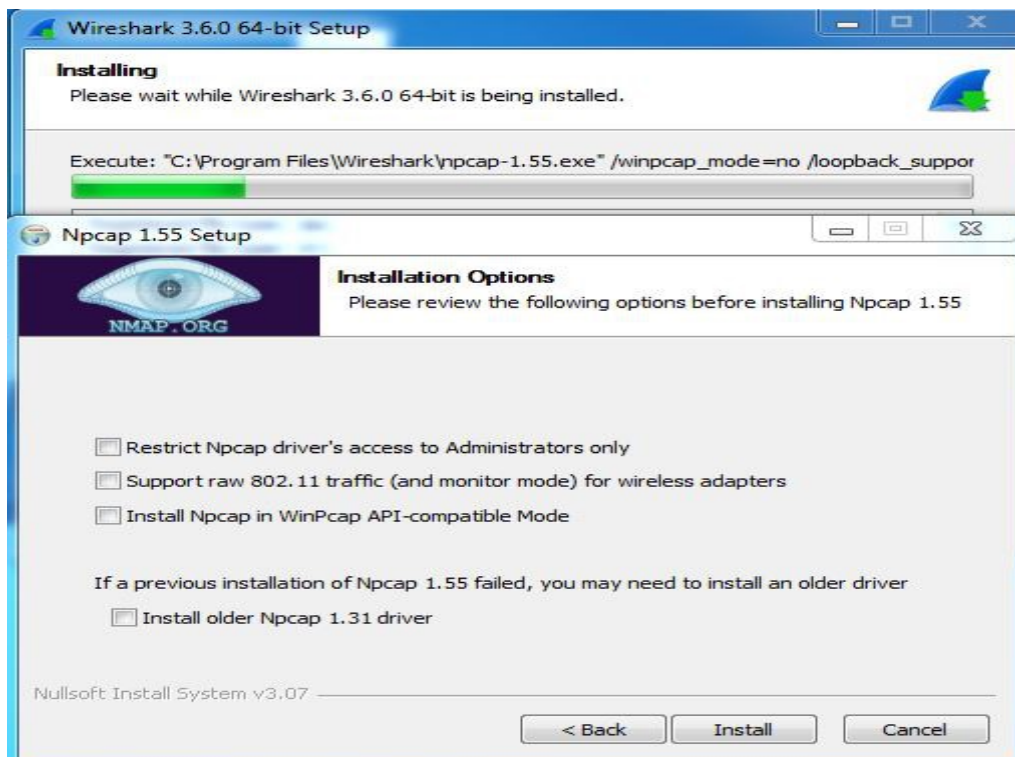 Wireshark 3.6.0 64-bit Setup
Installing
Please wait while Wireshark 3.6.0 64-bit is being installed.
Execute: "C:\Program Files\Wireshark\npcap-1.55.exe" /winpcap_mode=no /loopback_suppor
Npcap 1.55 Setup
NMAP.ORG
Installation Options
Please review the following options before installing Npcap 1.55
Restrict Npcap driver's access to Administrators only
Support raw 802.11 traffic (and monitor mode) for wireless adapters
Install Npcap in WinPcap API-compatible Mode
If a previous installation of Npcap 1.55 failed, you may need to install an older driver
Install older Npcap 1.31 driver
Nullsoft Install System v3.07
< Back Install Cancel